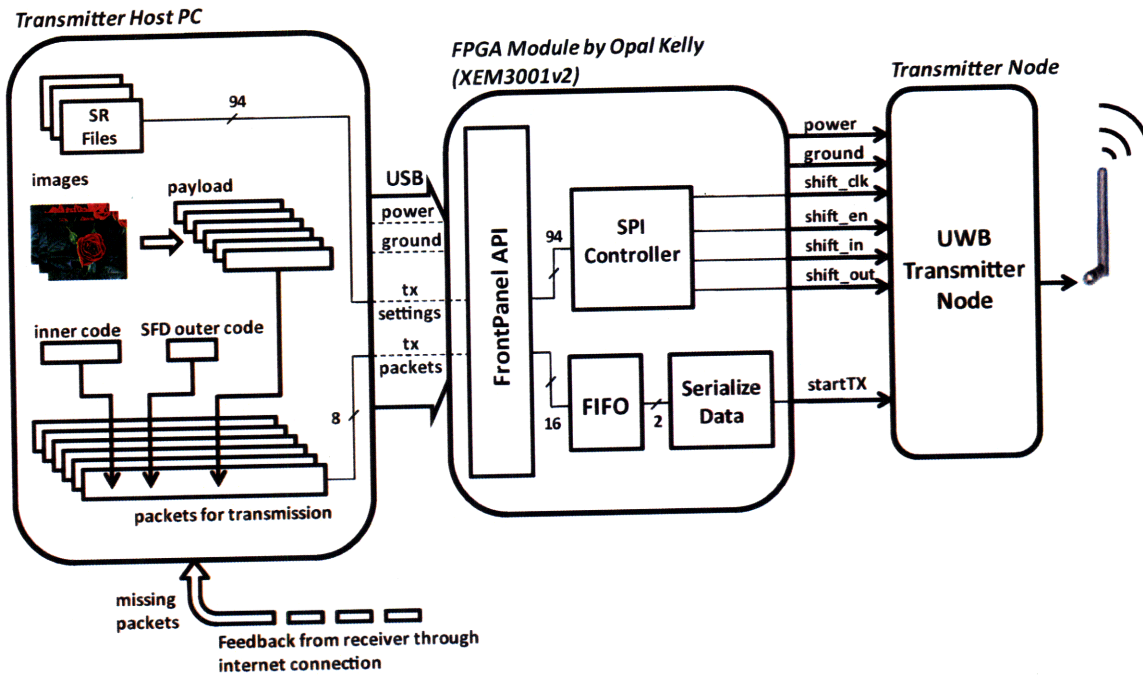 Transmitter Host PC
SR
Files
94
images
payload
inner code
SFD outer code
8
packets for transmission
missing
packets
Feedback from receiver through
internet connection
USB
power
ground
tx
settings
tx
packets
FPGA Module by Opal Kelly
(XEM3001v2)
FrontPanel API
94
SPI
Controller
16
FIFO
2
Serialize
Data
power
ground
shift_clk
shift_en
shift_in
shift_out
startTX
Transmitter Node
UWB
Transmitter
Node